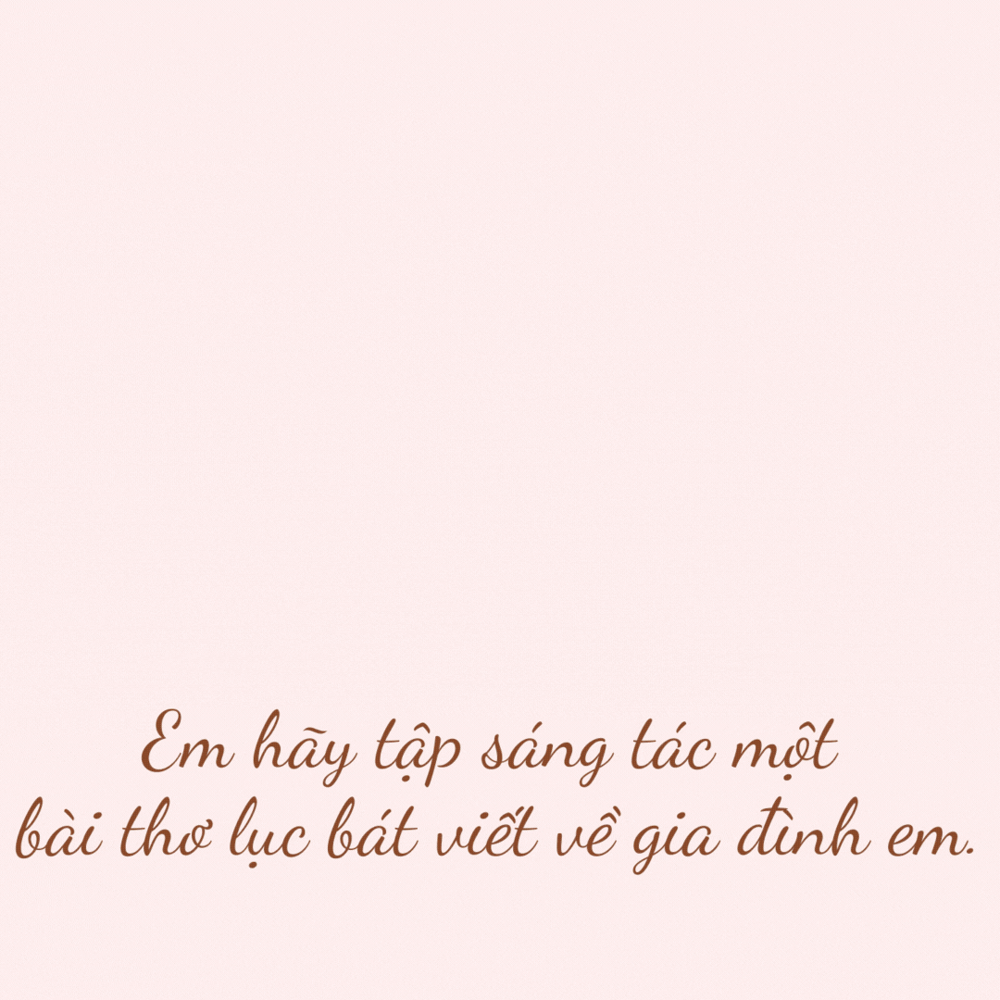 Em hãy tập sáng tác một
bài thơ lục bát viết về gia đình em.